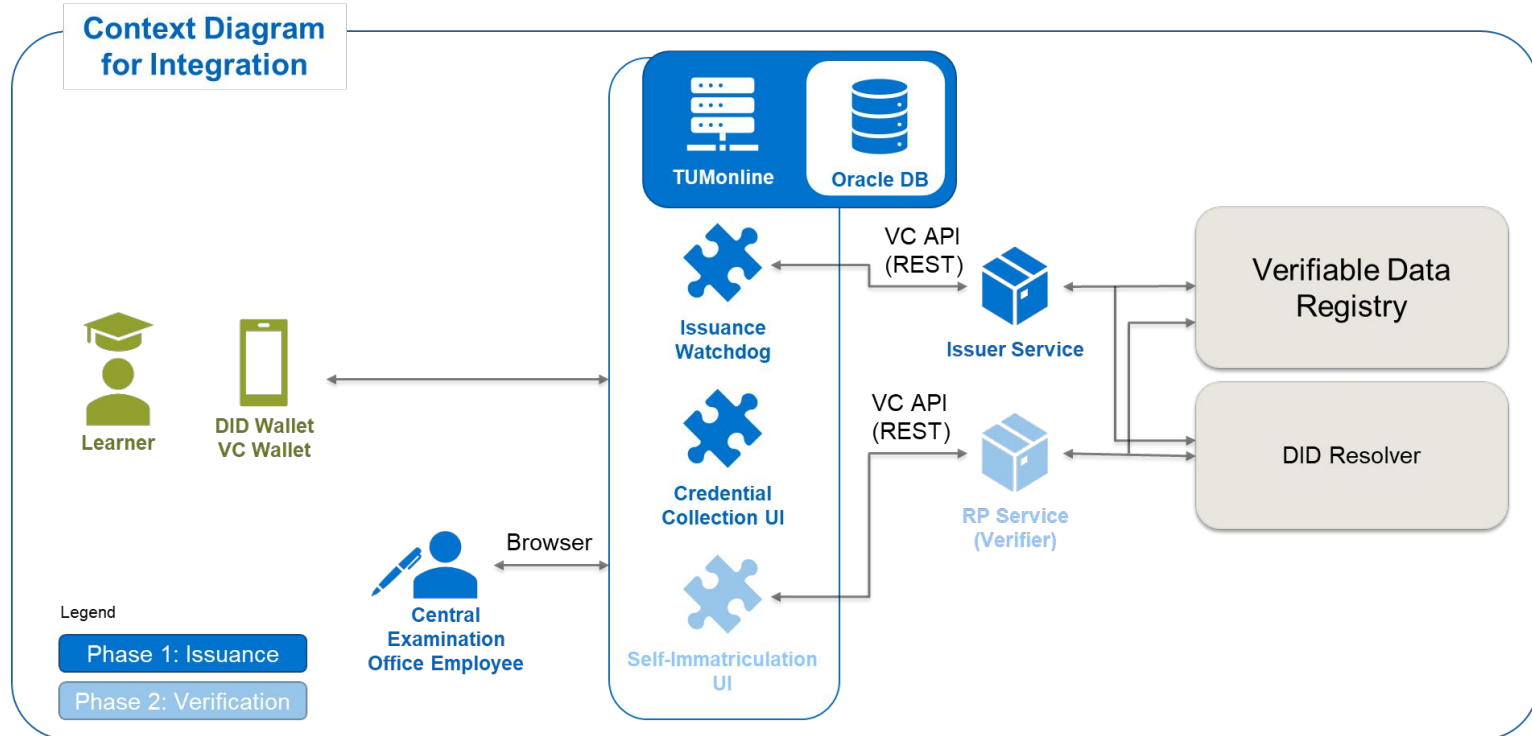 Context Diagram
for Integration
TUMonline
Oracle DB
VC API
(REST)
Issuance
Watchdog
Issuer Service
Verifiable Data
Registry
Learner
DID Wallet
VC Wallet
VC API
(REST)
Credential
Collection UI
RP Service
(Verifier)
DID Resolver
Browser
Central
Examination
Office Employee
Self-Immatriculation
UI
Legend
Phase 1: Issuance
Phase 2: Verification